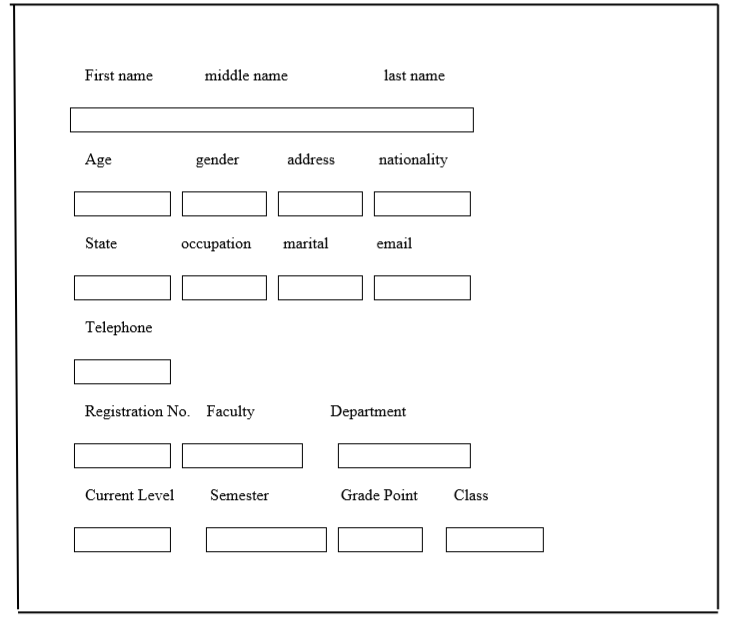 First name middle name last name
Age gender address nationality
State occupation marital email
Telephone
Registration No. Faculty Department
Current Level Semester Grade Point Class